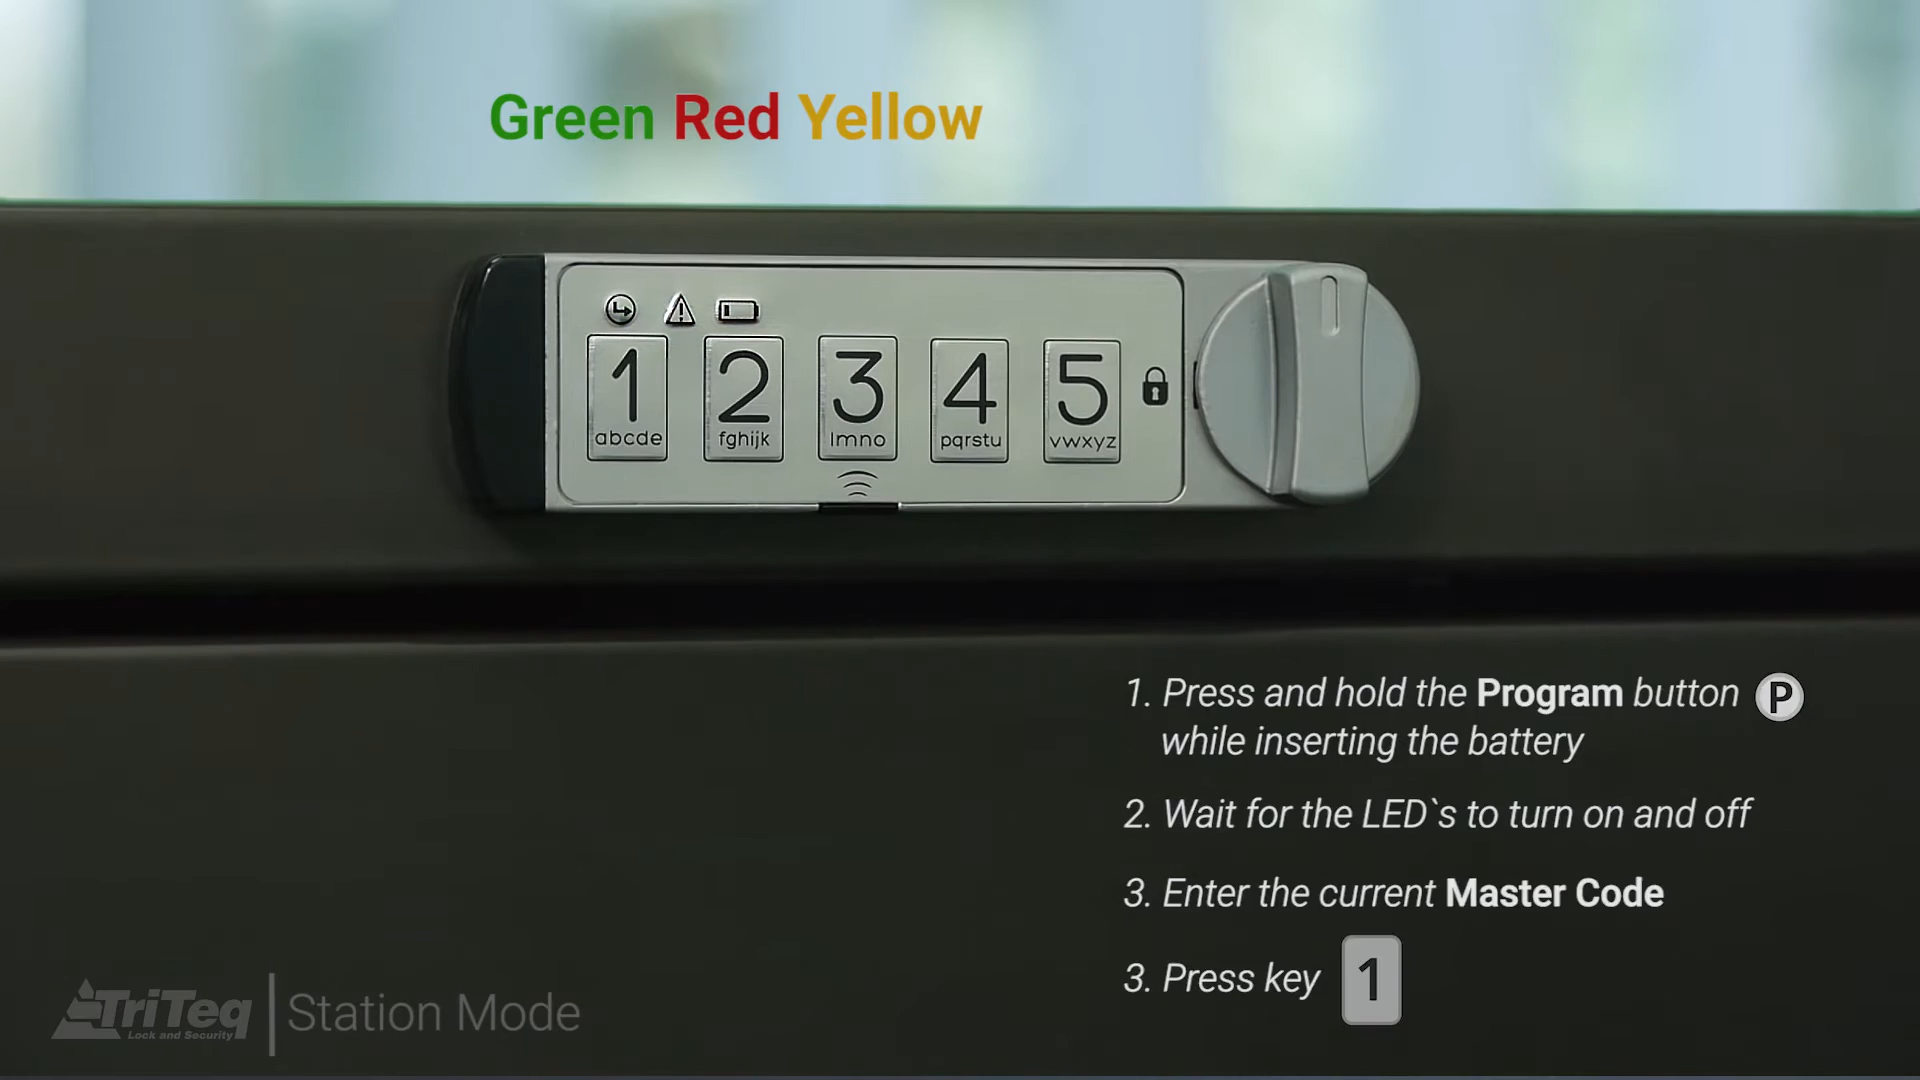 Green Red Yellow
1 2 3 4 5
abcde fghijk lmno pqrstu vwxyz
1. Press and hold the Program button P
while inserting the battery
2. Wait for the LED`s to turn on and off
3. Enter the current Master Code
3. Press key 1
TriTeq
Lock and Security
Station Mode